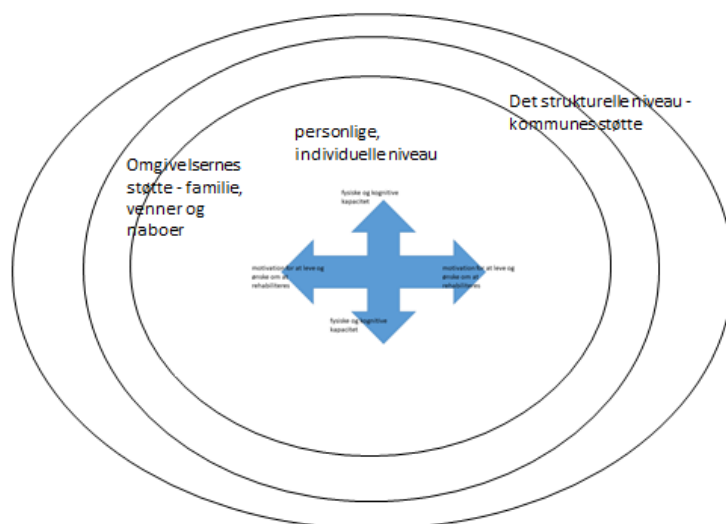 Det strukturelle niveau -
kommunes støtte
personlige,
individuelle niveau
Omgivelsernes
støtte - familie,
venner og
naboer
fysiske og kognitive
kapacitet
motivation for at leve og
ønske om at
rehabiliteres
motivation for at leve og
ønske om at
rehabiliteres
fysiske og kognitive
kapacitet